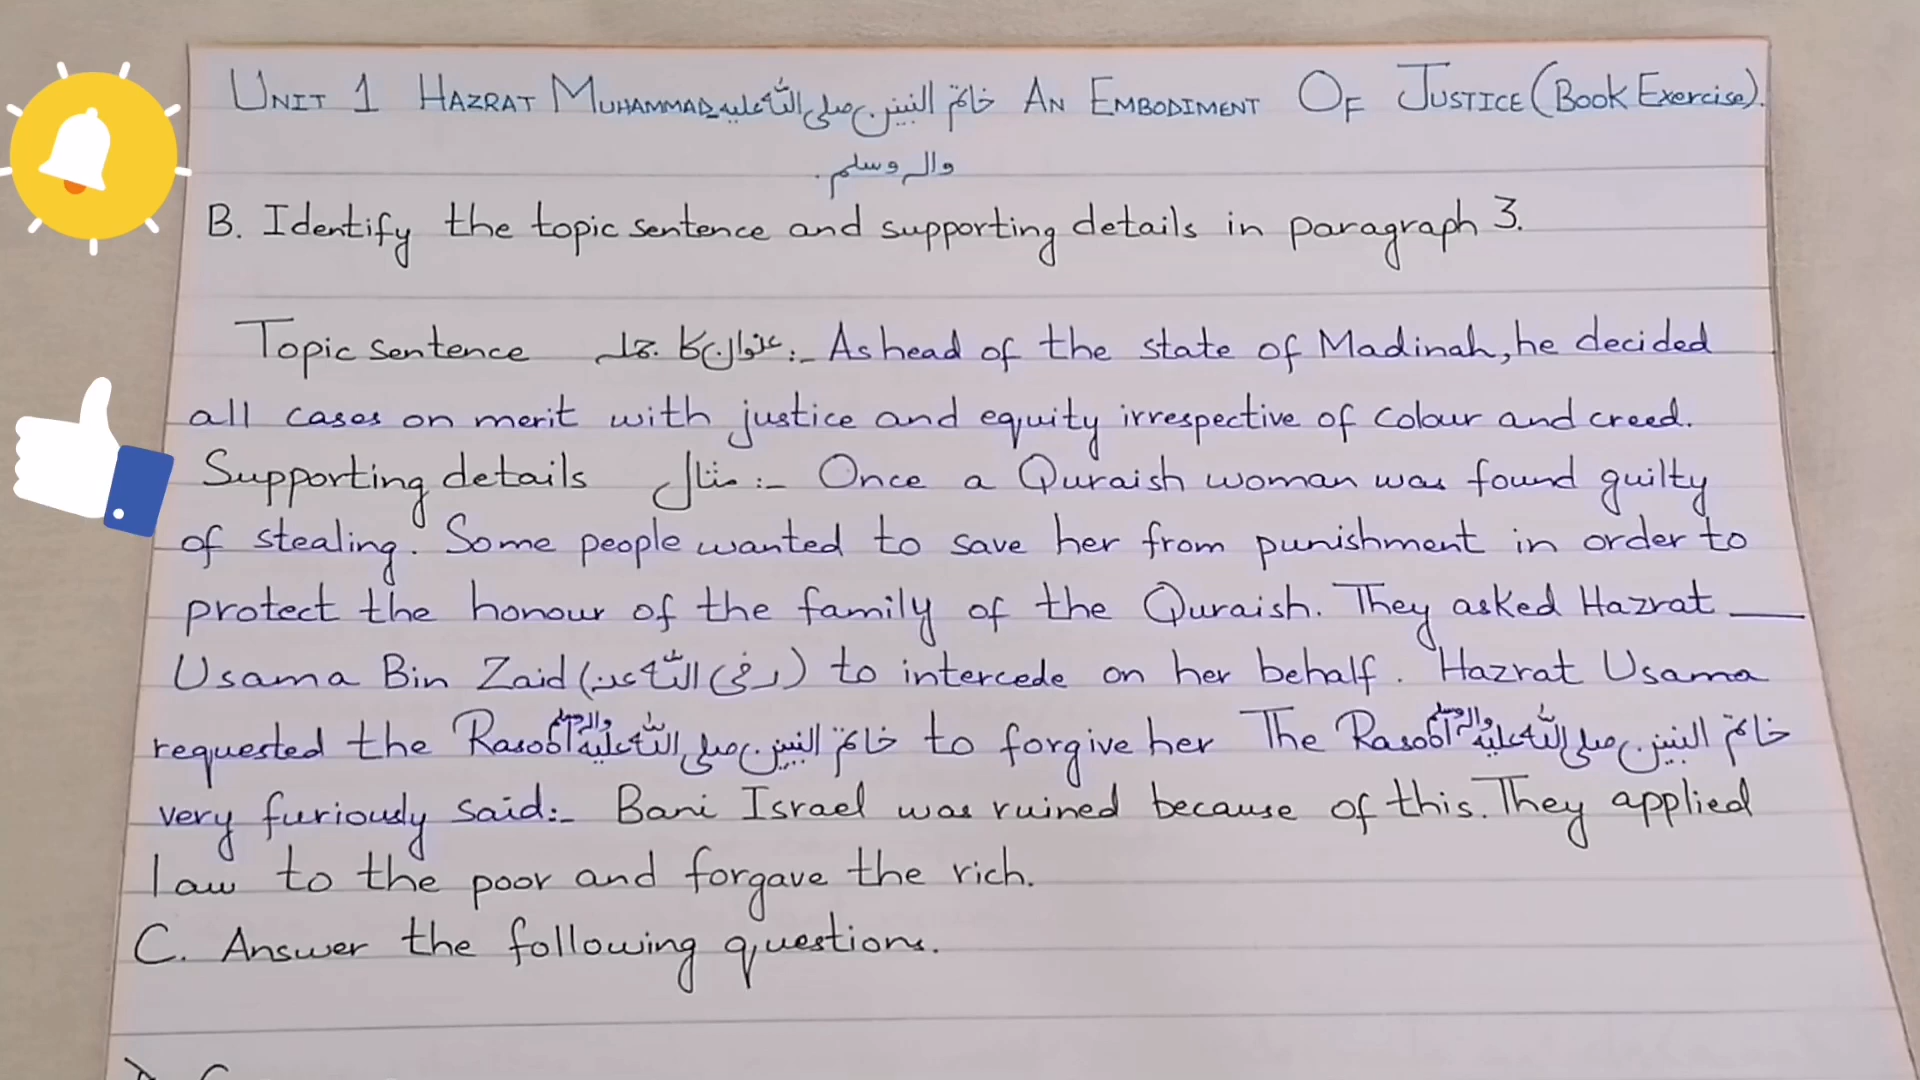 UNIT 1 HAZRAT MUHAMMAD خاتم النبین صلی اللہ علیہ AN EMBODIMENT OF JUSTICE (Book Exercise).
والہ وسلم.
B. Identify the topic sentence and supporting details in paragraph 3.
Topic sentence عنوان کا جملہ :- As head of the state of Madinah, he decided
all cases on merit with justice and equity irrespective of colour and creed.
Supporting details مثال :- Once a Quraish woman was found guilty
of stealing. Some people wanted to save her from punishment in order to
protect the honour of the family of the Quraish. They asked Hazrat
Usama Bin Zaid (رضی اللہ عنہ) to intercede on her behalf. Hazrat Usama
requested the Rasool خاتم النبین صلی اللہ علیہ والہ وسلم to forgive her The Rasool خاتم النبین صلی اللہ علیہ والہ وسلم
very furiously said:- Bani Israel was ruined because of this. They applied
law to the poor and forgave the rich.
C. Answer the following questions.